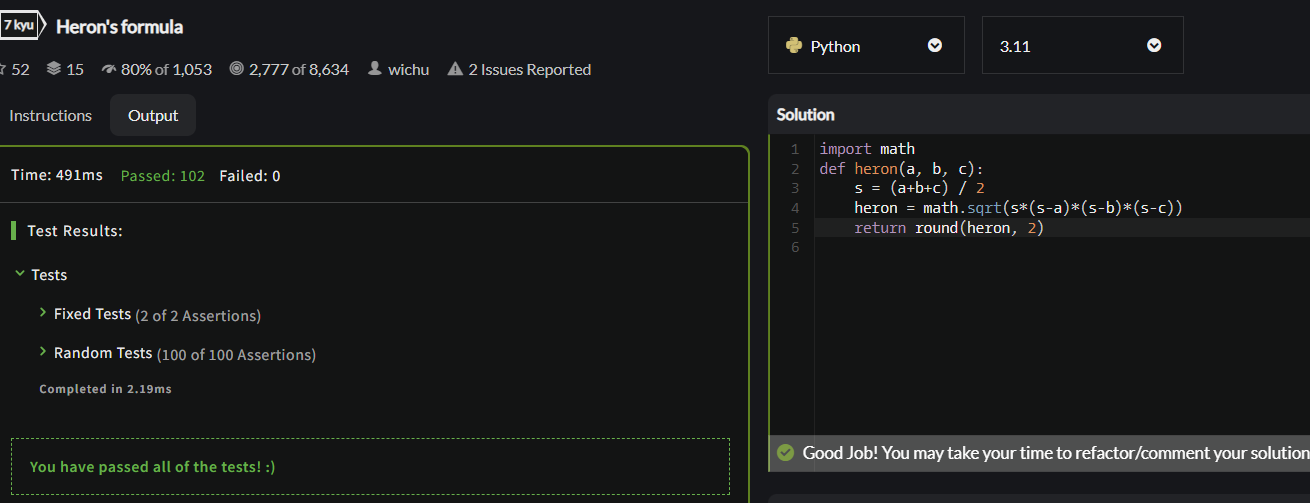 7 kyu Heron's formula
52 15 80% of 1,053 2,777 of 8,634 wichu 2 Issues Reported
Instructions Output
Time: 491ms Passed: 102 Failed: 0
Test Results:
Tests
Fixed Tests (2 of 2 Assertions)
Random Tests (100 of 100 Assertions)
Completed in 2.19ms
You have passed all of the tests! :)
Python 3.11
Solution
1 import math
2 def heron(a, b, c):
3     s = (a+b+c) / 2
4     heron = math.sqrt(s*(s-a)*(s-b)*(s-c))
5     return round(heron, 2)
6
Good Job! You may take your time to refactor/comment your solution